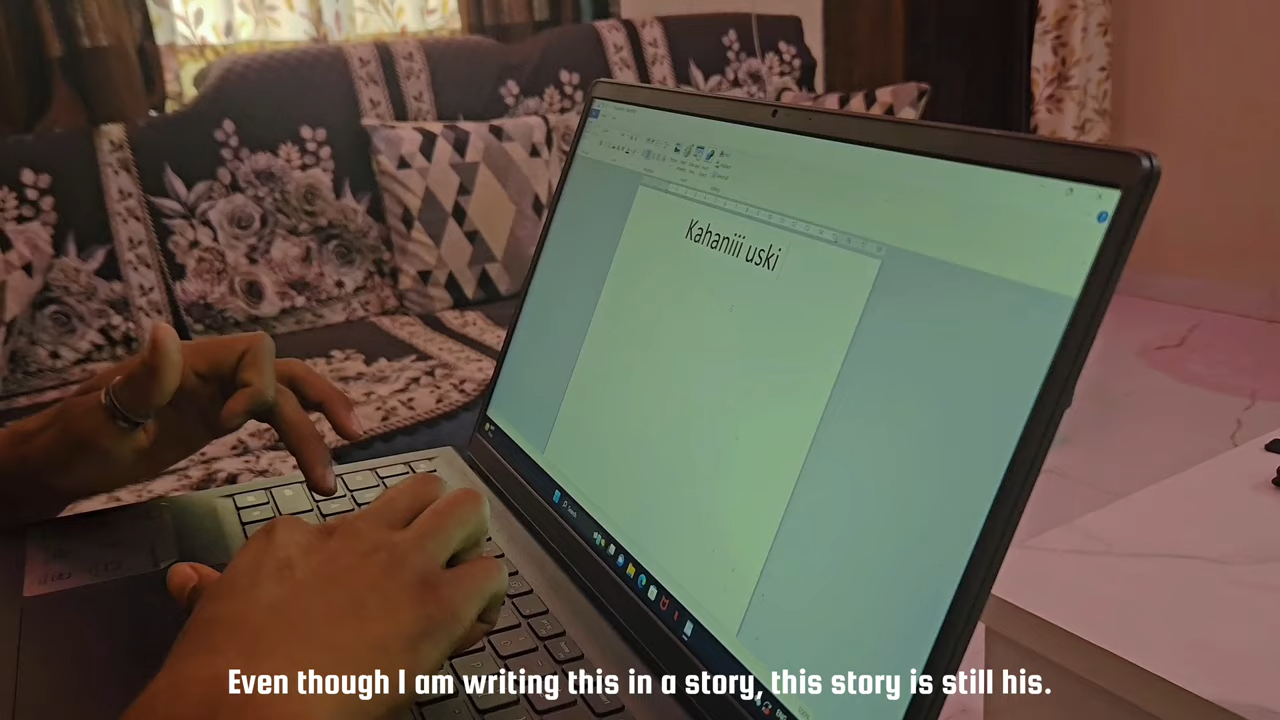 Kahaniii uski
Even though I am writing this in a story, this story is still his.